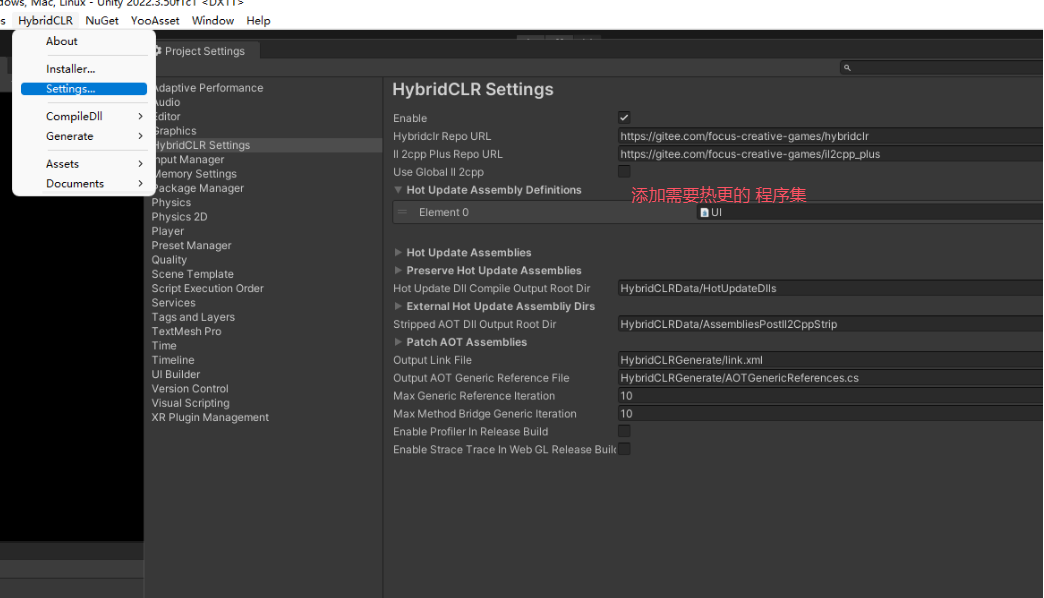 Mac, Linux - Unity 2022.3.50f1c1 <DX11>
HybridCLR NuGet YooAsset Window Help
About
Installer...
Settings...
CompileDll
Generate
Assets
Documents
Project Settings
Adaptive Performance
Audio
Editor
Graphics
HybridCLR Settings
Input Manager
Memory Settings
Package Manager
Physics
Physics 2D
Player
Preset Manager
Quality
Scene Template
Script Execution Order
Services
Tags and Layers
TextMesh Pro
Time
Timeline
UI Builder
Version Control
Visual Scripting
XR Plugin Management
HybridCLR Settings
Enable
Hybridclr Repo URL https://gitee.com/focus-creative-games/hybridclr
Il 2cpp Plus Repo URL https://gitee.com/focus-creative-games/il2cpp_plus
Use Global Il 2cpp
Hot Update Assembly Definitions
添加需要热更的 程序集
Element 0 UI
Hot Update Assemblies
Preserve Hot Update Assemblies
Hot Update Dll Compile Output Root Dir HybridCLRData/HotUpdateDlls
External Hot Update Assembliy Dirs
Stripped AOT Dll Output Root Dir HybridCLRData/AssembliesPostIl2CppStrip
Patch AOT Assemblies
Output Link File HybridCLRGenerate/link.xml
Output AOT Generic Reference File HybridCLRGenerate/AOTGenericReferences.cs
Max Generic Reference Iteration 10
Max Method Bridge Generic Iteration 10
Enable Profiler In Release Build
Enable Strace Trace In Web GL Release Build